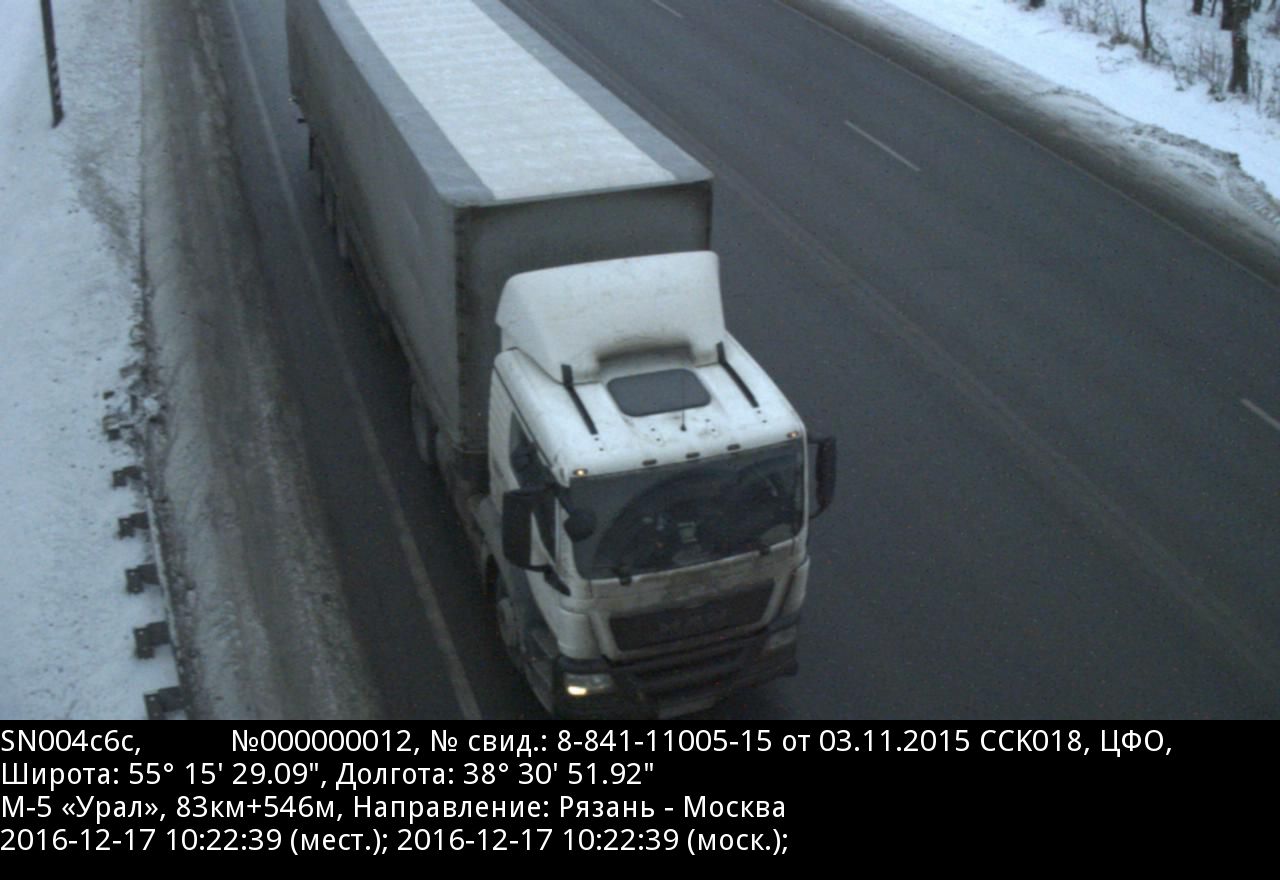 SN004c6c, №000000012, № свид.: 8-841-11005-15 от 03.11.2015 ССК018, ЦФО,
Широта: 55° 15' 29.09", Долгота: 38° 30' 51.92"
М-5 «Урал», 83км+546м, Направление: Рязань - Москва
2016-12-17 10:22:39 (мест.); 2016-12-17 10:22:39 (моск.);